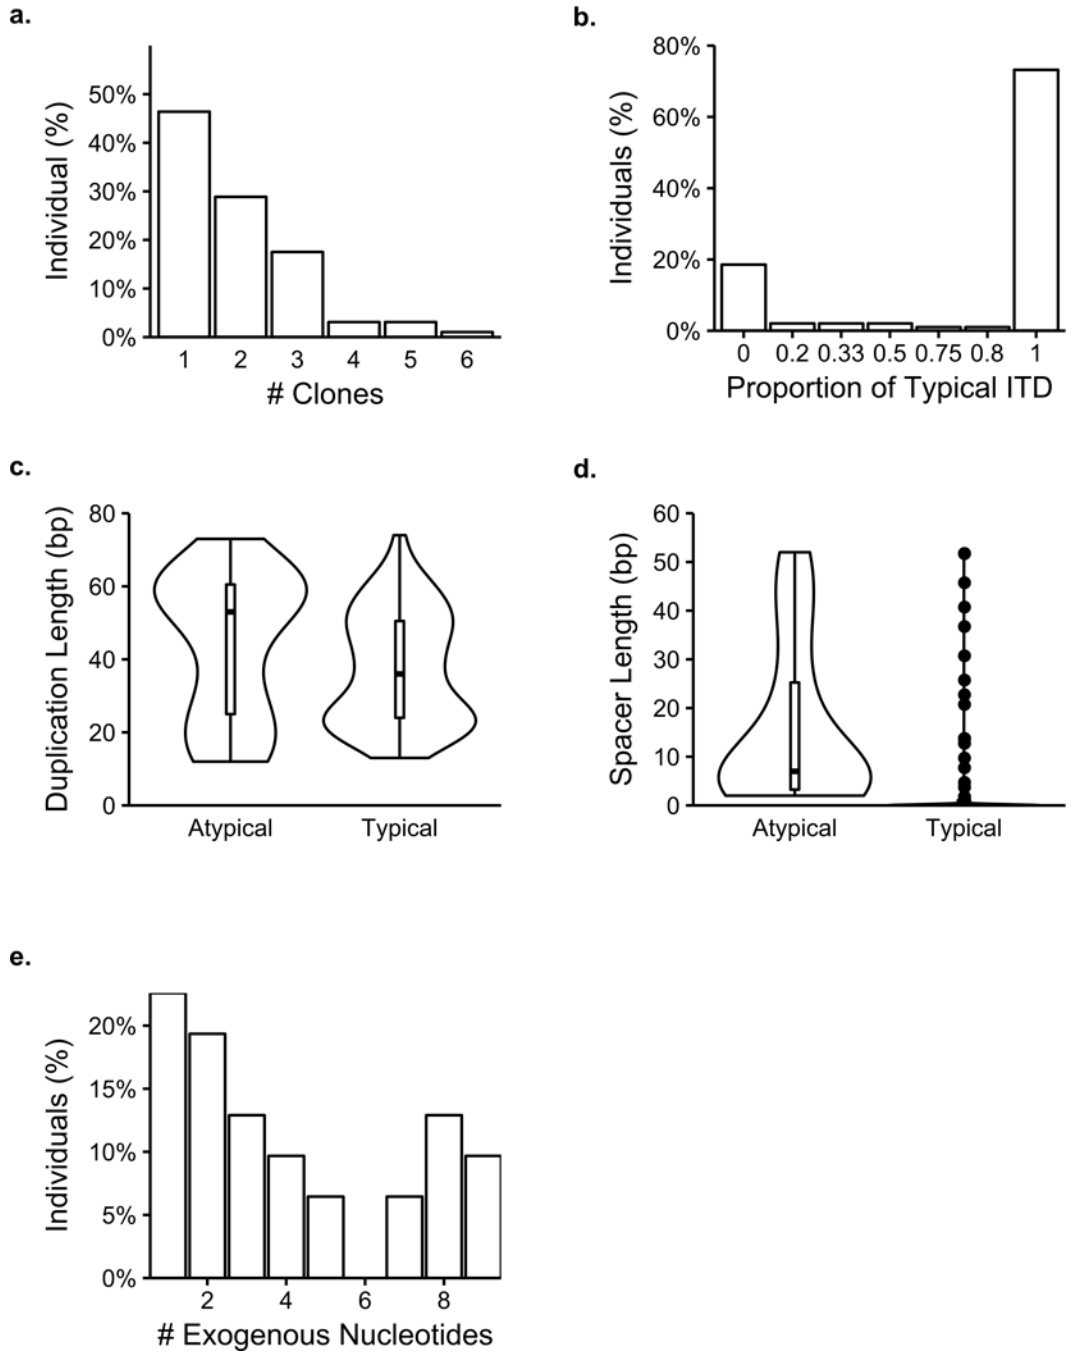 a.
Individual (%)
50%
40%
30%
20%
10%
0%
1 2 3 4 5 6
# Clones
b.
Individuals (%)
80%
60%
40%
20%
0%
0 0.2 0.33 0.5 0.75 0.8 1
Proportion of Typical ITD
c.
Duplication Length (bp)
80
60
40
20
0
Atypical Typical
d.
Spacer Length (bp)
60
50
40
30
20
10
0
Atypical Typical
e.
Individuals (%)
20%
15%
10%
5%
0%
2 4 6 8
# Exogenous Nucleotides